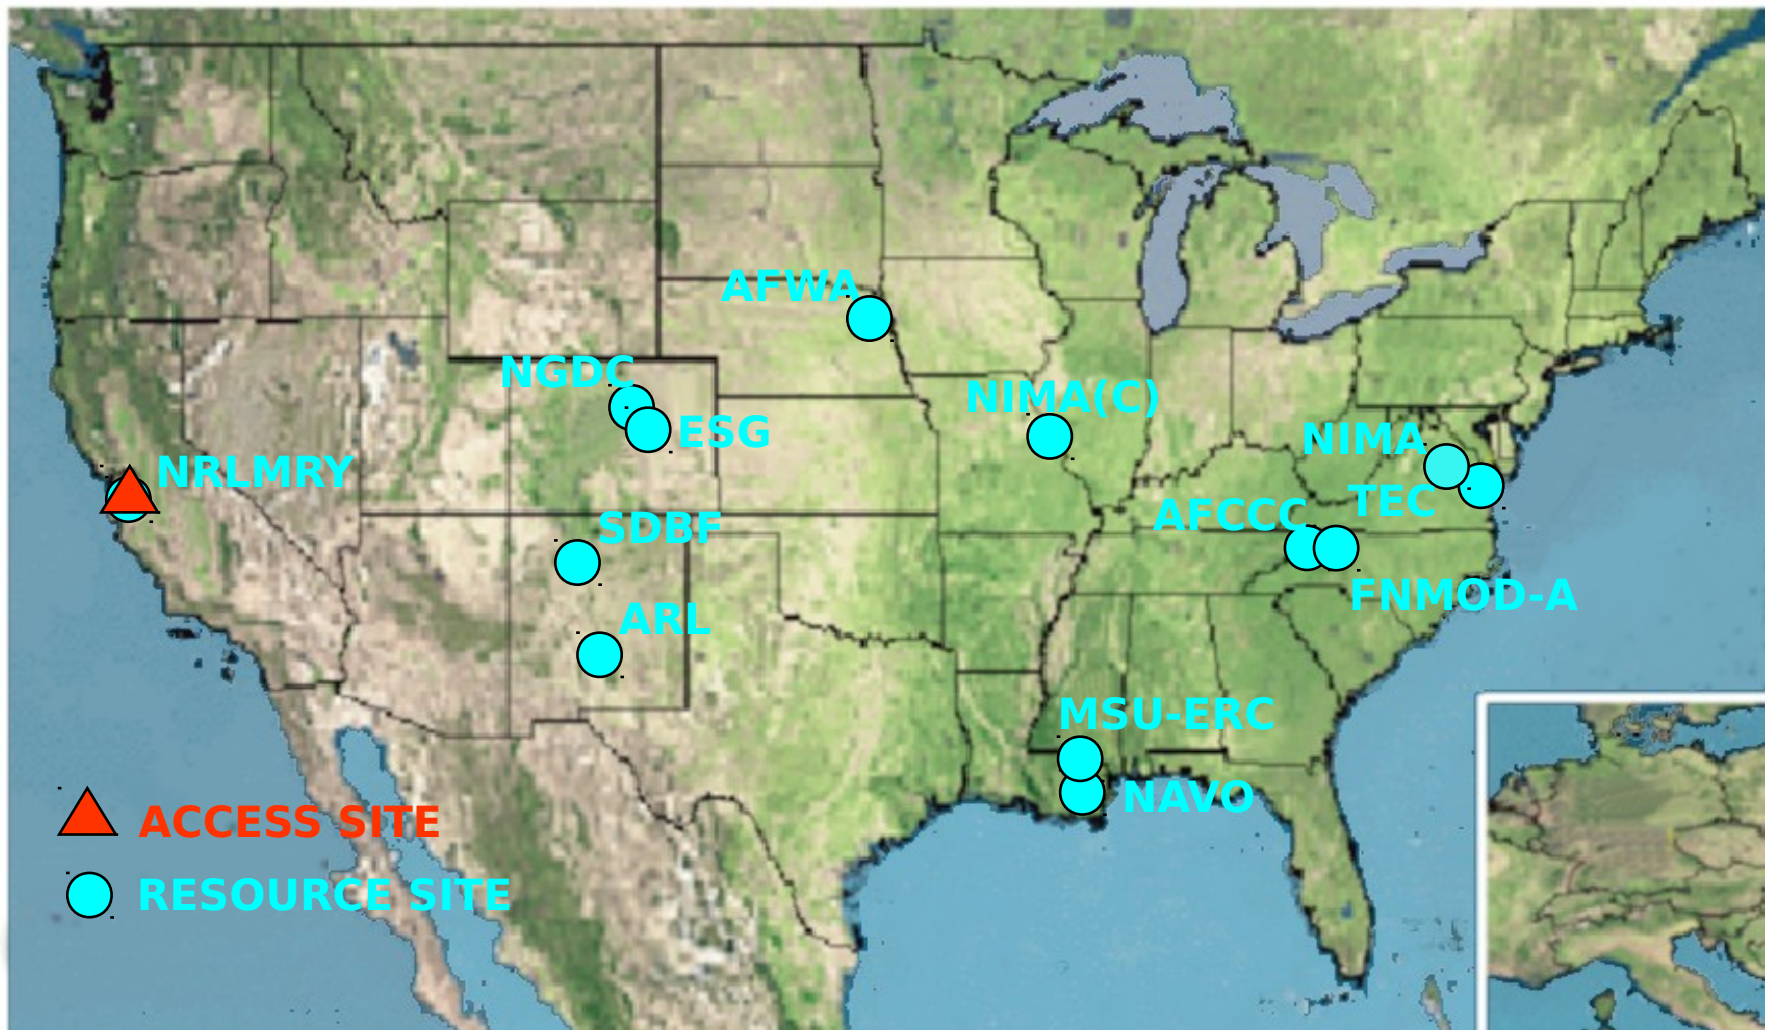 AFWA
NGDC
ESG
NIMA(C)
NIMA
NRLMRY
TEC
AFCCC
SDBF
FNMOD-A
ARL
MSU-ERC
NAVO
ACCESS SITE
RESOURCE SITE